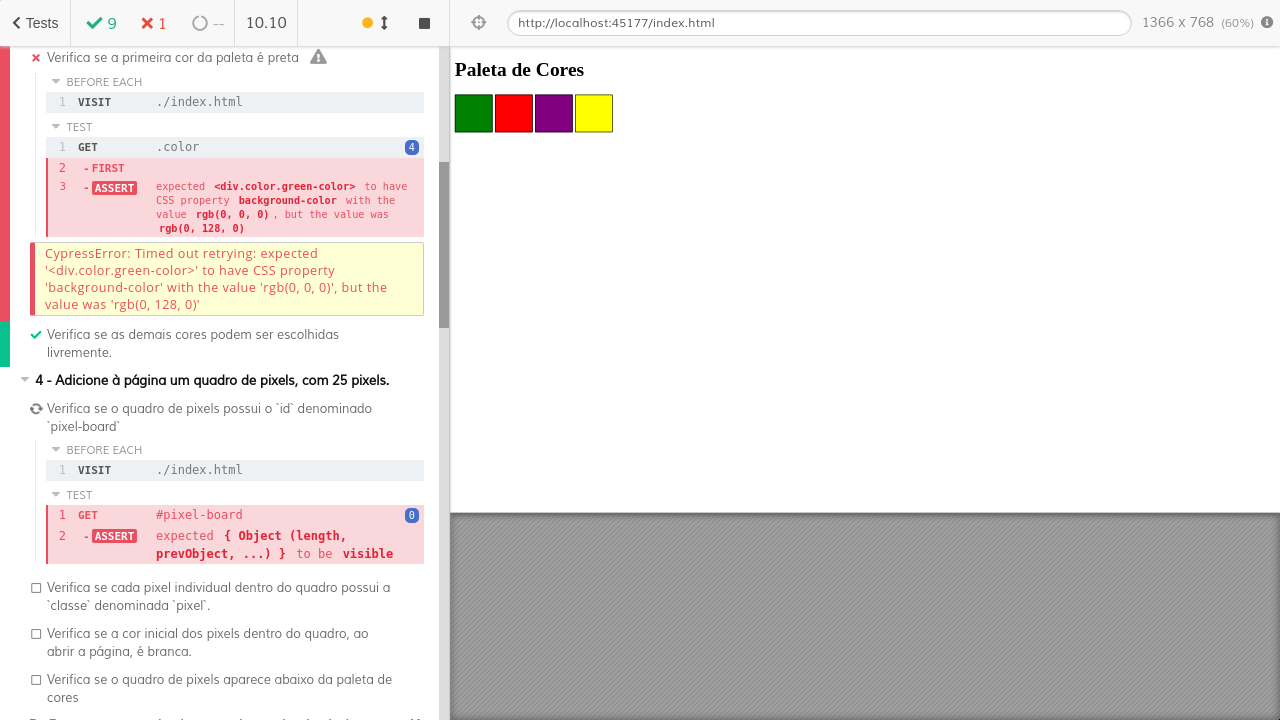 Tests 9 1 -- 10.10
http://localhost:45177/index.html 1366 x 768 (60%)
Verifica se a primeira cor da paleta é preta
BEFORE EACH
1 VISIT ./index.html
TEST
1 GET .color 4
2 - FIRST
3 - ASSERT expected <div.color.green-color> to have
CSS property background-color with the
value rgb(0, 0, 0) , but the value was
rgb(0, 128, 0)
CypressError: Timed out retrying: expected
'<div.color.green-color>' to have CSS property
'background-color' with the value 'rgb(0, 0, 0)', but the
value was 'rgb(0, 128, 0)'
Verifica se as demais cores podem ser escolhidas
livremente.
4 - Adicione à página um quadro de pixels, com 25 pixels.
Verifica se o quadro de pixels possui o `id` denominado
`pixel-board`
BEFORE EACH
1 VISIT ./index.html
TEST
1 GET #pixel-board 0
2 - ASSERT expected { Object (length,
prevObject, ...) } to be visible
Verifica se cada pixel individual dentro do quadro possui a
`classe` denominada `pixel`.
Verifica se a cor inicial dos pixels dentro do quadro, ao
abrir a página, é branca.
Verifica se o quadro de pixels aparece abaixo da paleta de
cores
Paleta de Cores